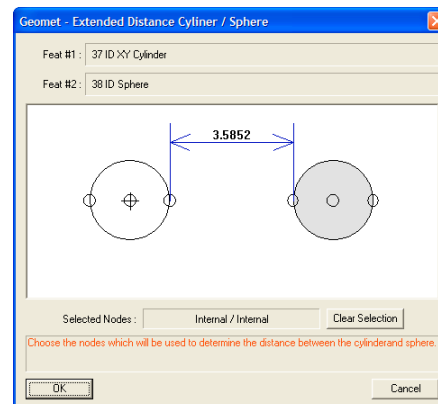 Geomet - Extended Distance Cyliner / Sphere
Feat #1 : 37 ID XY Cylinder
Feat #2 : 38 ID Sphere
3.5852
Selected Nodes : Internal / Internal Clear Selection
Choose the nodes which will be used to determine the distance between the cylinderand sphere.
OK Cancel